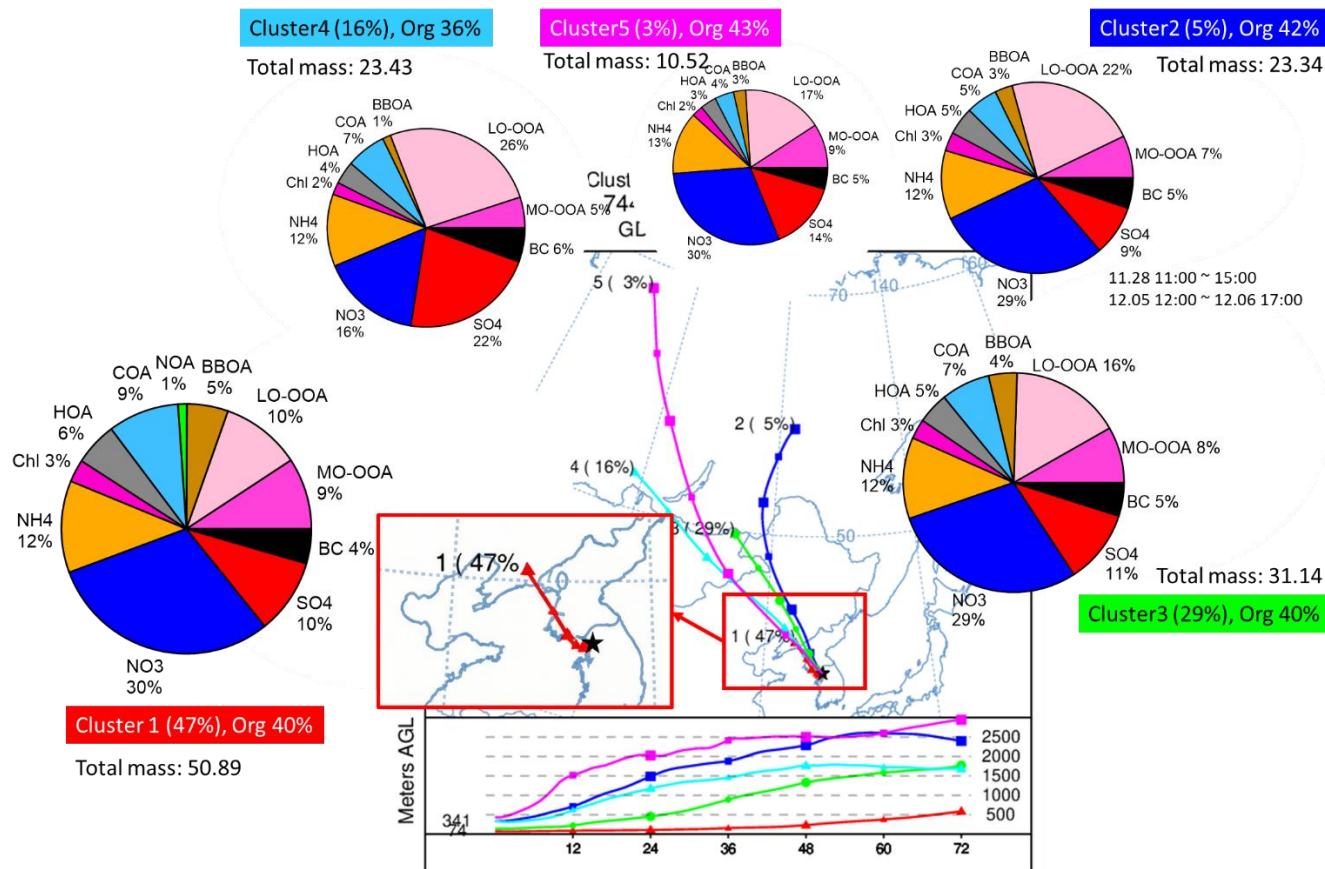 Cluster4 (16%), Org 36%
Total mass: 23.43
BBOA
1%
COA
7%
LO-OOA
26%
HOA
4%
Chl 2%
MO-OOA 5%
NH4
12%
BC 6%
NO3
16%
SO4
22%
Cluster5 (3%), Org 43%
Total mass: 10.52
COA
4%
BBOA
3%
HOA
3%
LO-OOA
17%
Chl 2%
MO-OOA
9%
NH4
13%
BC 5%
SO4
14%
NO3
30%
Cluster2 (5%), Org 42%
Total mass: 23.34
BBOA
3%
LO-OOA 22%
COA
5%
HOA 5%
Chl 3%
MO-OOA 7%
NH4
12%
BC 5%
SO4
9%
NO3
29%
11.28 11:00 ~ 15:00
12.05 12:00 ~ 12.06 17:00
Clust
GL
5 ( 3%)
70
140
160
2 ( 5%)
4 (16%)
3 (29%)
50
1 (47%)
1 (47%)
NOA
1%
BBOA
5%
COA
9%
LO-OOA
10%
HOA
6%
Chl 3%
MO-OOA
9%
NH4
12%
BC 4%
SO4
10%
NO3
30%
Cluster 1 (47%), Org 40%
Total mass: 50.89
BBOA
4%
COA
7%
LO-OOA 16%
HOA 5%
Chl 3%
MO-OOA 8%
NH4
12%
BC 5%
SO4
11%
NO3
29%
Total mass: 31.14
Cluster3 (29%), Org 40%
Meters AGL
2500
2000
1500
1000
500
341
74
12 24 36 48 60 72